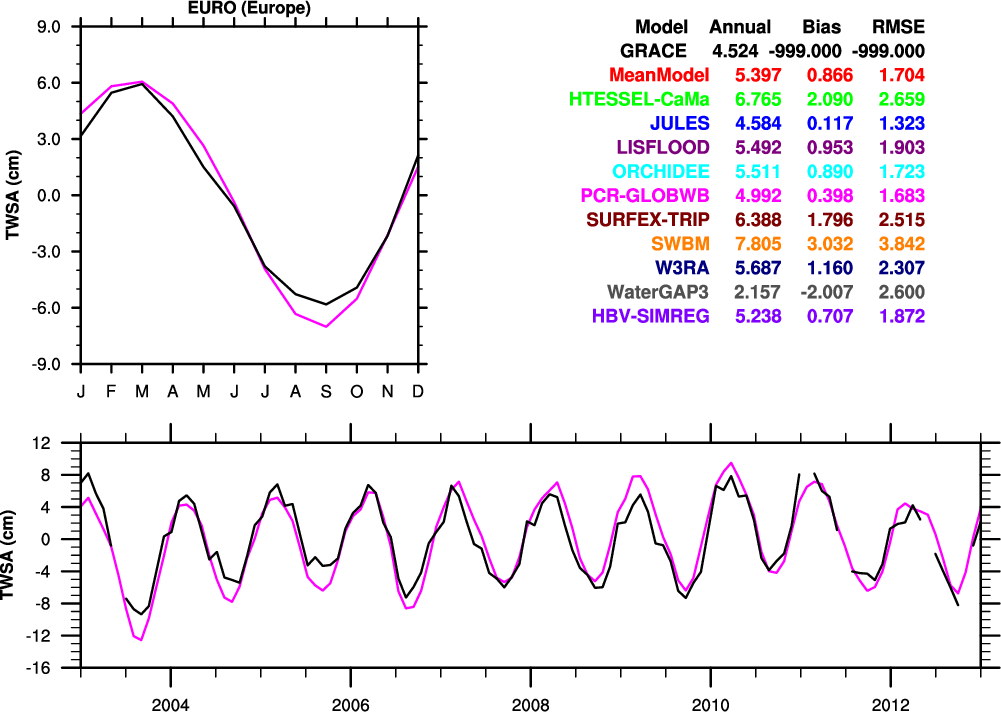 EURO (Europe)
9.0
6.0
3.0
0.0
-3.0
-6.0
-9.0
TWSA (cm)
J F M A M J J A S O N D
Model Annual Bias RMSE
GRACE 4.524 -999.000 -999.000
MeanModel 5.397 0.866 1.704
HTESSEL-CaMa 6.765 2.090 2.659
JULES 4.584 0.117 1.323
LISFLOOD 5.492 0.953 1.903
ORCHIDEE 5.511 0.890 1.723
PCR-GLOBWB 4.992 0.398 1.683
SURFEX-TRIP 6.388 1.796 2.515
SWBM 7.805 3.032 3.842
W3RA 5.687 1.160 2.307
WaterGAP3 2.157 -2.007 2.600
HBV-SIMREG 5.238 0.707 1.872
12
8
4
0
-4
-8
-12
-16
TWSA (cm)
2004 2006 2008 2010 2012